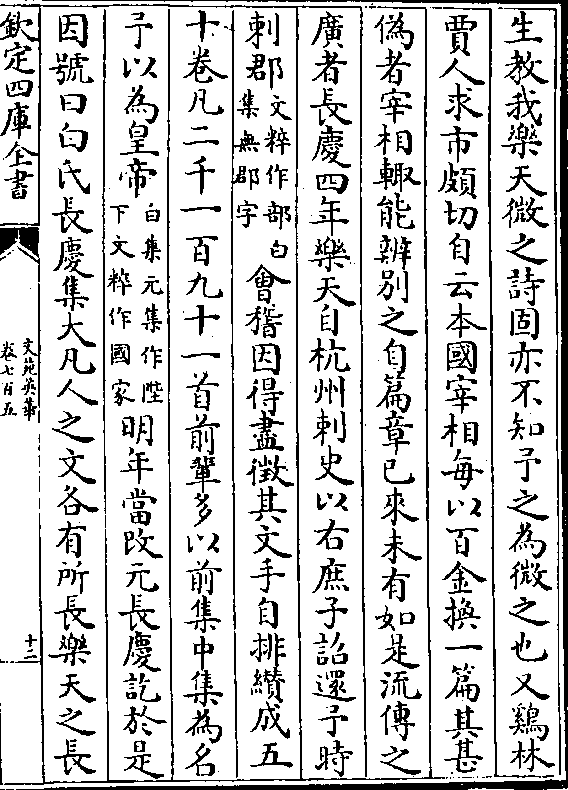 生教我樂天微之詩固亦不知予之為微之也又鷄林
賈人求市頗切自云本國宰相每以百金換一篇其甚
偽者宰相輙能辨別之自篇章已來未有如是流傳之
廣者長慶四年樂天自杭州刺史以右庶子詔還予時
刺郡文粹作部白集無郡字會稽因得盡徴其文手自排纉成五
十卷凡二千一百九十一首前輩多以前集中集為名
予以為皇帝白集元集作陛下文粹作國家明年當改元長慶訖於是
因號曰白氏長慶集大凡人之文各有所長樂天之長
欽定四庫全書
文苑英華
卷七百五
十二